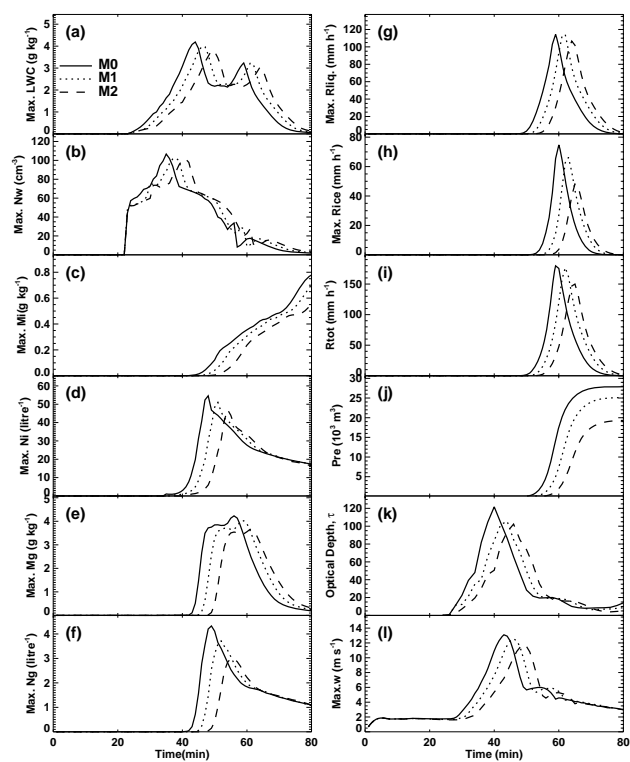 (a)
M0
M1
M2
Max. LWC (g kg-1)
5
4
3
2
1
0
(b)
Max. Nw (cm-3)
120
100
80
60
40
20
0
(c)
Max. Mi(g kg-1)
0.8
0.6
0.4
0.2
0.0
(d)
Max. Ni (litre-1)
60
50
40
30
20
10
0
(e)
Max. Mg (g kg-1)
5
4
3
2
1
0
(f)
Max. Ng (litre-1)
4
3
2
1
0
0 20 40 60 80
Time(min)
(g)
Max. Rliq. (mm h-1)
120
100
80
60
40
20
0
(h)
Max. Rice (mm h-1)
80
60
40
20
0
(i)
Rtot (mm h-1)
150
100
50
0
(j)
Pre (103 m3)
30
25
20
15
10
5
(k)
Optical Depth, τ
120
100
80
60
40
20
0
(l)
Max.w (m s-1)
14
12
10
8
6
4
2
0
0 20 40 60 80
Time(min)